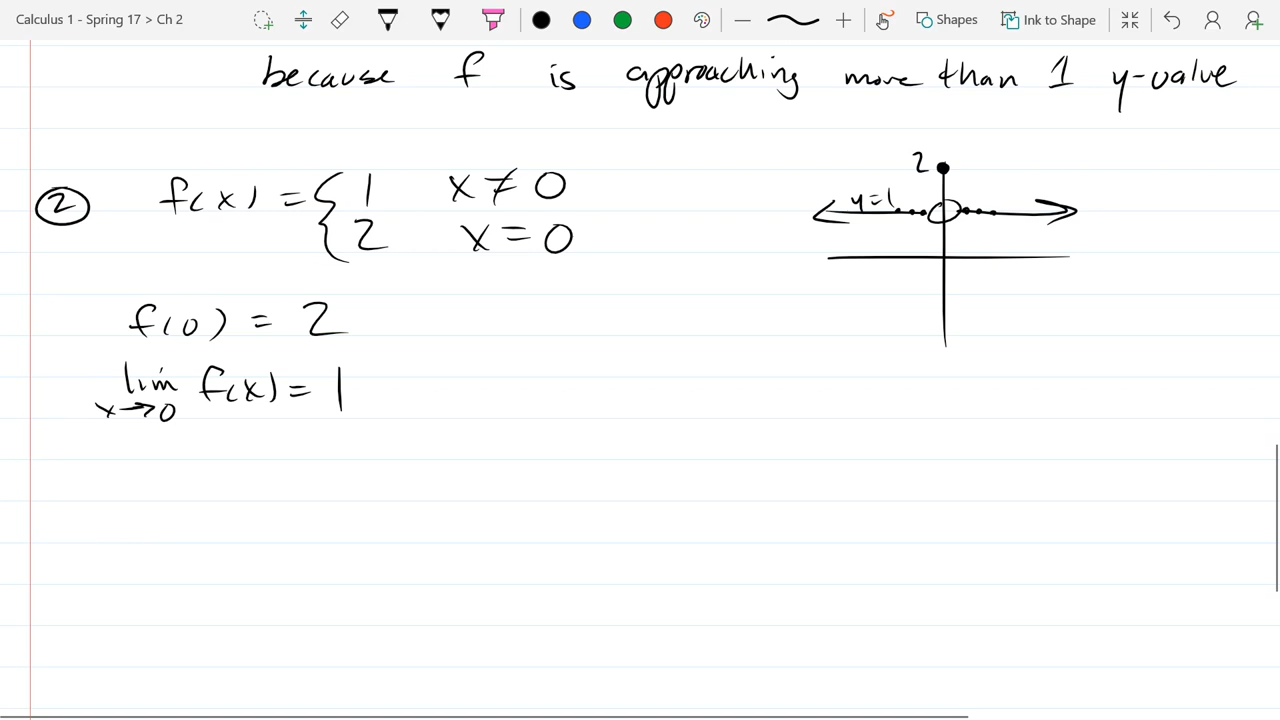 Calculus 1 - Spring 17 > Ch 2
Shapes
Ink to Shape
because f is approaching more than 1 y-value
② f(x) = { 1 x ≠ 0
2 x = 0
2
y=1
f(0) = 2
lim f(x) = 1
x→0